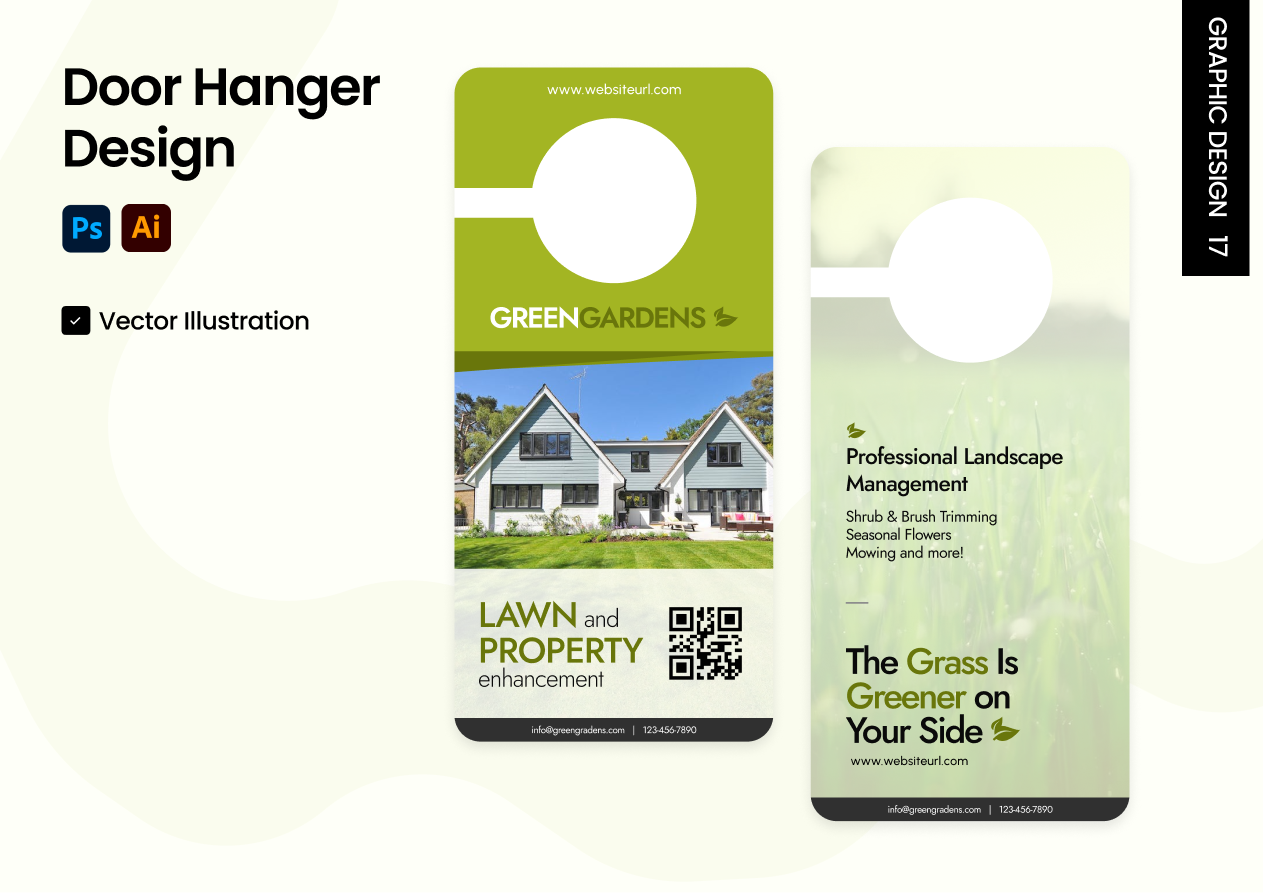 Door Hanger
Design
Ps Ai
Vector Illustration
www.websiteurl.com
GREENGARDENS
LAWN and
PROPERTY
enhancement
info@greengradens.com | 123-456-7890
Professional Landscape
Management
Shrub & Brush Trimming
Seasonal Flowers
Mowing and more!
The Grass Is
Greener on
Your Side
www.websiteurl.com
info@greengradens.com | 123-456-7890
GRAPHIC DESIGN 17